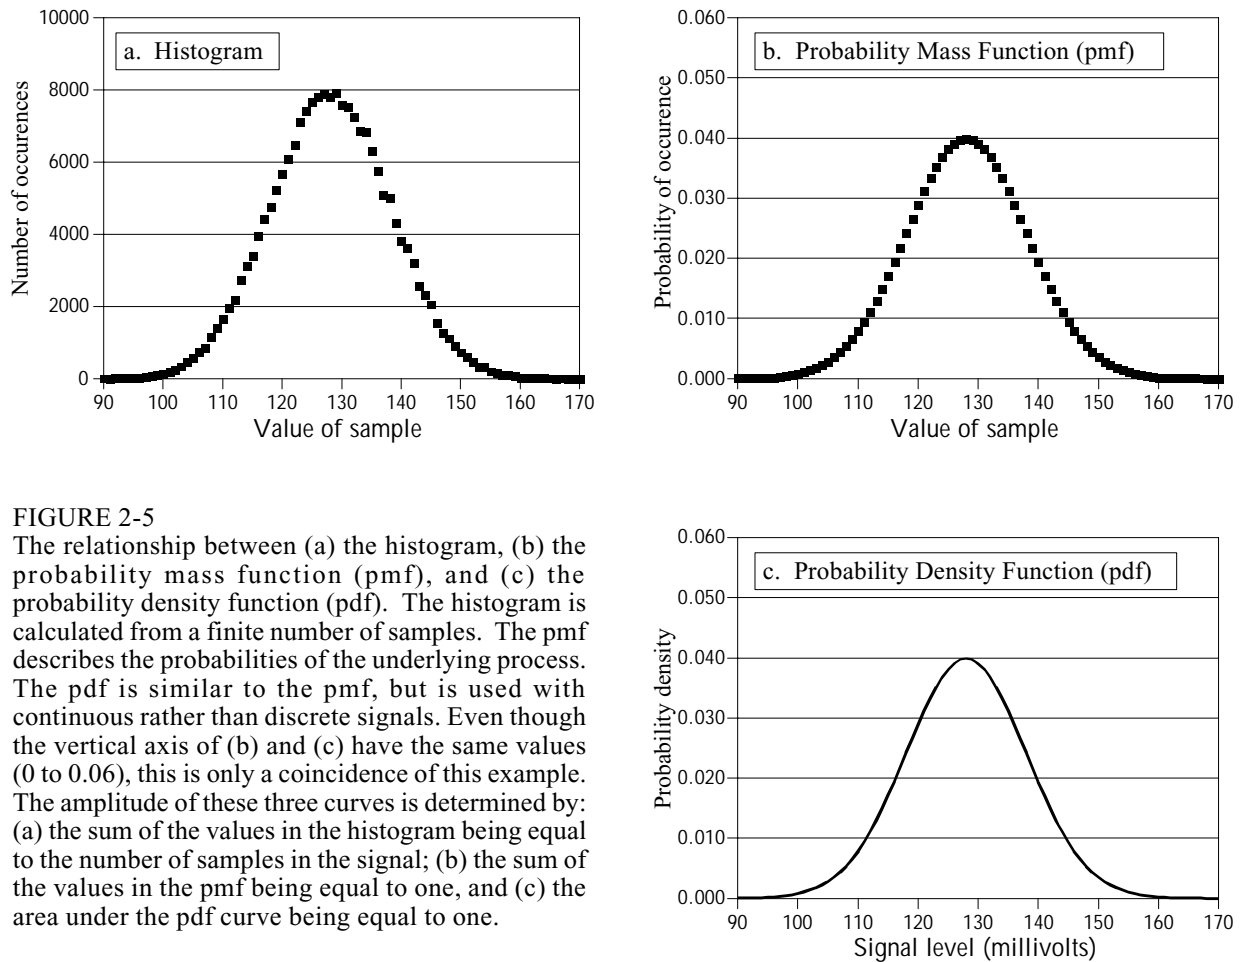 a. Histogram
Number of occurences
10000
8000
6000
4000
2000
0
90 100 110 120 130 140 150 160 170
Value of sample
b. Probability Mass Function (pmf)
Probability of occurence
0.060
0.050
0.040
0.030
0.020
0.010
0.000
90 100 110 120 130 140 150 160 170
Value of sample
FIGURE 2-5
The relationship between (a) the histogram, (b) the
probability mass function (pmf), and (c) the
probability density function (pdf). The histogram is
calculated from a finite number of samples. The pmf
describes the probabilities of the underlying process.
The pdf is similar to the pmf, but is used with
continuous rather than discrete signals. Even though
the vertical axis of (b) and (c) have the same values
(0 to 0.06), this is only a coincidence of this example.
The amplitude of these three curves is determined by:
(a) the sum of the values in the histogram being equal
to the number of samples in the signal; (b) the sum of
the values in the pmf being equal to one, and (c) the
area under the pdf curve being equal to one.
c. Probability Density Function (pdf)
Probability density
0.060
0.050
0.040
0.030
0.020
0.010
0.000
90 100 110 120 130 140 150 160 170
Signal level (millivolts)